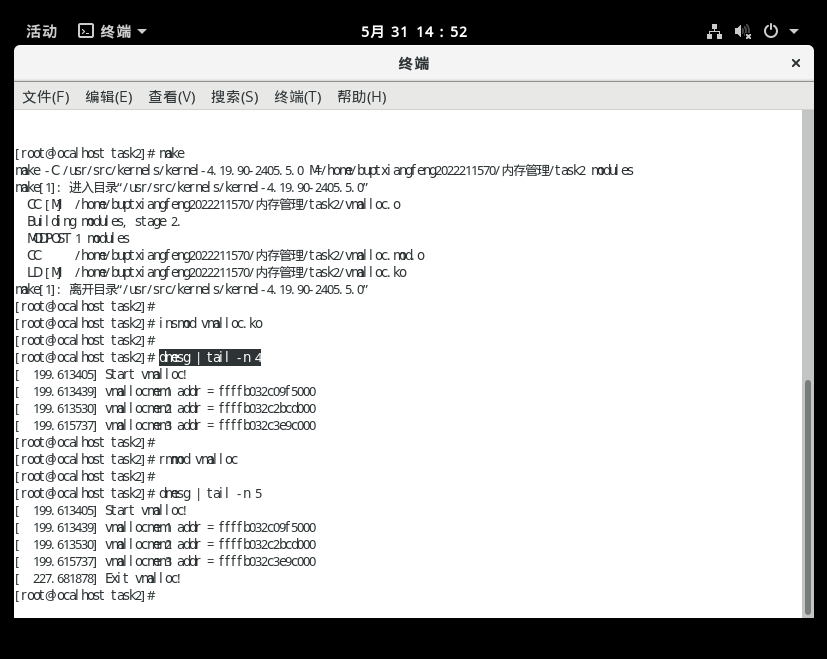 活动 终端 5月 31 14：52
终端 ×
文件(F) 编辑(E) 查看(V) 搜索(S) 终端(T) 帮助(H)
[root@localhost task2]# make
make -C /usr/src/kernels/kernel-4.19.90-2405.5.0 M=/home/buptxiangfeng2022211570/内存管理/task2 modules
make[1]: 进入目录“/usr/src/kernels/kernel-4.19.90-2405.5.0”
CC [M] /home/buptxiangfeng2022211570/内存管理/task2/vmalloc.o
Building modules, stage 2.
MODPOST 1 modules
CC /home/buptxiangfeng2022211570/内存管理/task2/vmalloc.mod.o
LD [M] /home/buptxiangfeng2022211570/内存管理/task2/vmalloc.ko
make[1]: 离开目录“/usr/src/kernels/kernel-4.19.90-2405.5.0”
[root@localhost task2]#
[root@localhost task2]# insmod vmalloc.ko
[root@localhost task2]#
[root@localhost task2]# dmesg | tail -n 4
[ 199.613405] Start vmalloc!
[ 199.613439] vmallocmem1 addr = ffffb032c09f5000
[ 199.613530] vmallocmem2 addr = ffffb032c2bcd000
[ 199.615737] vmallocmem3 addr = ffffb032c3e9c000
[root@localhost task2]#
[root@localhost task2]# rmmod vmalloc
[root@localhost task2]#
[root@localhost task2]# dmesg | tail -n 5
[ 199.613405] Start vmalloc!
[ 199.613439] vmallocmem1 addr = ffffb032c09f5000
[ 199.613530] vmallocmem2 addr = ffffb032c2bcd000
[ 199.615737] vmallocmem3 addr = ffffb032c3e9c000
[ 227.681878] Exit vmalloc!
[root@localhost task2]#